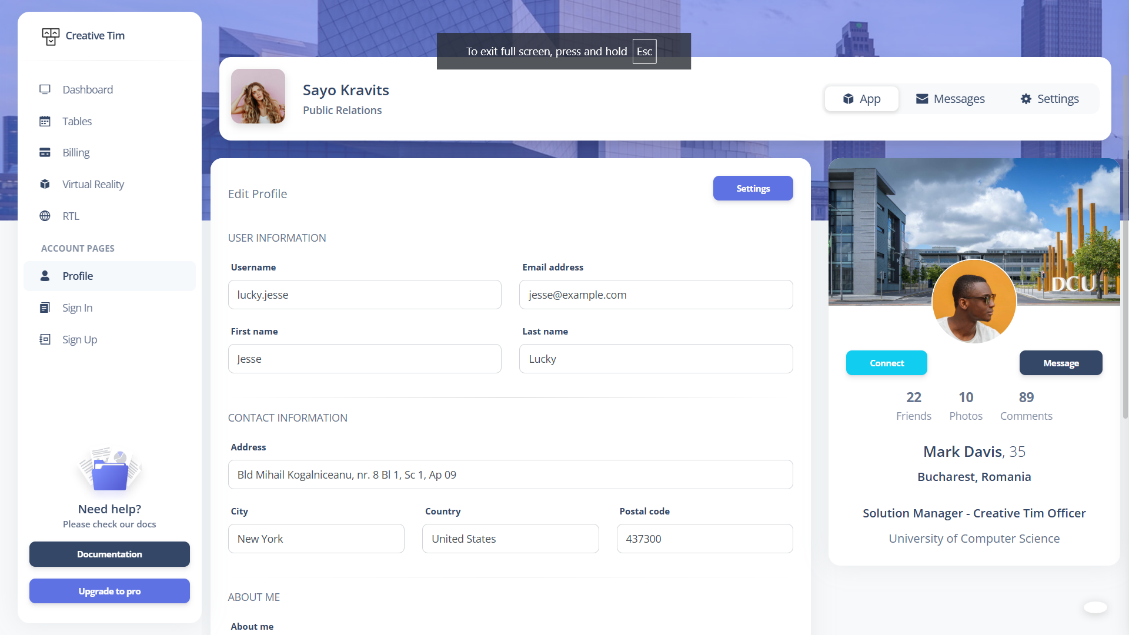 Creative Tim
Dashboard
Tables
Billing
Virtual Reality
RTL
ACCOUNT PAGES
Profile
Sign In
Sign Up
Need help?
Please check our docs
Documentation
Upgrade to pro
To exit full screen, press and hold Esc
Sayo Kravits
Public Relations
App
Messages
Settings
Edit Profile
Settings
USER INFORMATION
Username
Email address
lucky.jesse
jesse@example.com
First name
Last name
Jesse
Lucky
CONTACT INFORMATION
Address
Bld Mihail Kogalniceanu, nr. 8 Bl 1, Sc 1, Ap 09
City
Country
Postal code
New York
United States
437300
ABOUT ME
About me
DCU
Connect
Message
22
10
89
Friends
Photos
Comments
Mark Davis, 35
Bucharest, Romania
Solution Manager - Creative Tim Officer
University of Computer Science